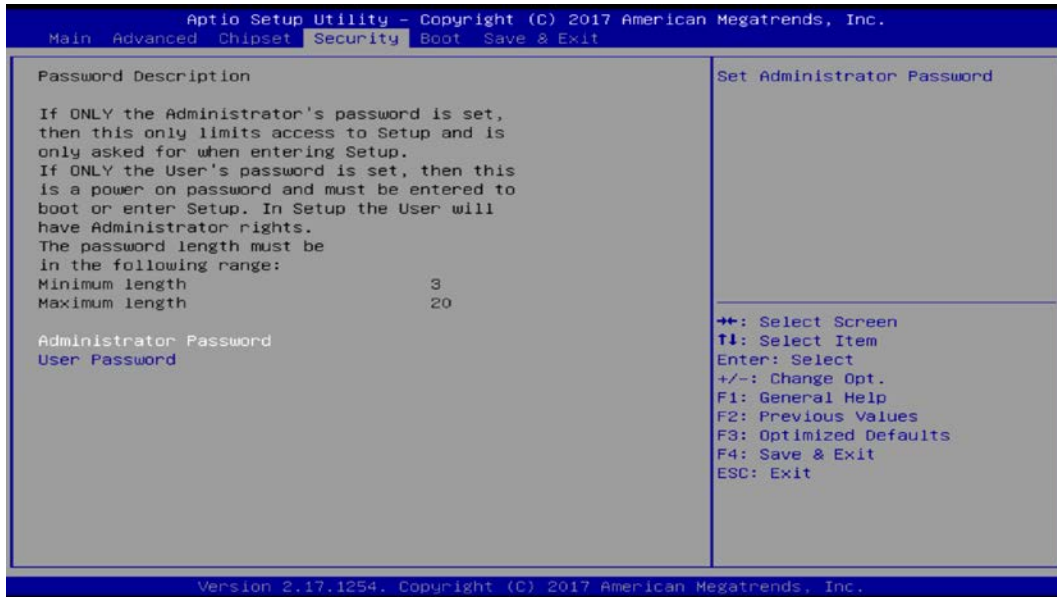 Aptio Setup Utility – Copyright (C) 2017 American Megatrends, Inc.
Main Advanced Chipset Security Boot Save & Exit
Password Description
If ONLY the Administrator's password is set,
then this only limits access to Setup and is
only asked for when entering Setup.
If ONLY the User's password is set, then this
is a power on password and must be entered to
boot or enter Setup. In Setup the User will
have Administrator rights.
The password length must be
in the following range:
Minimum length 3
Maximum length 20
Administrator Password
User Password
Set Administrator Password
→←: Select Screen
↑↓: Select Item
Enter: Select
+/-: Change Opt.
F1: General Help
F2: Previous Values
F3: Optimized Defaults
F4: Save & Exit
ESC: Exit
Version 2.17.1254. Copyright (C) 2017 American Megatrends, Inc.